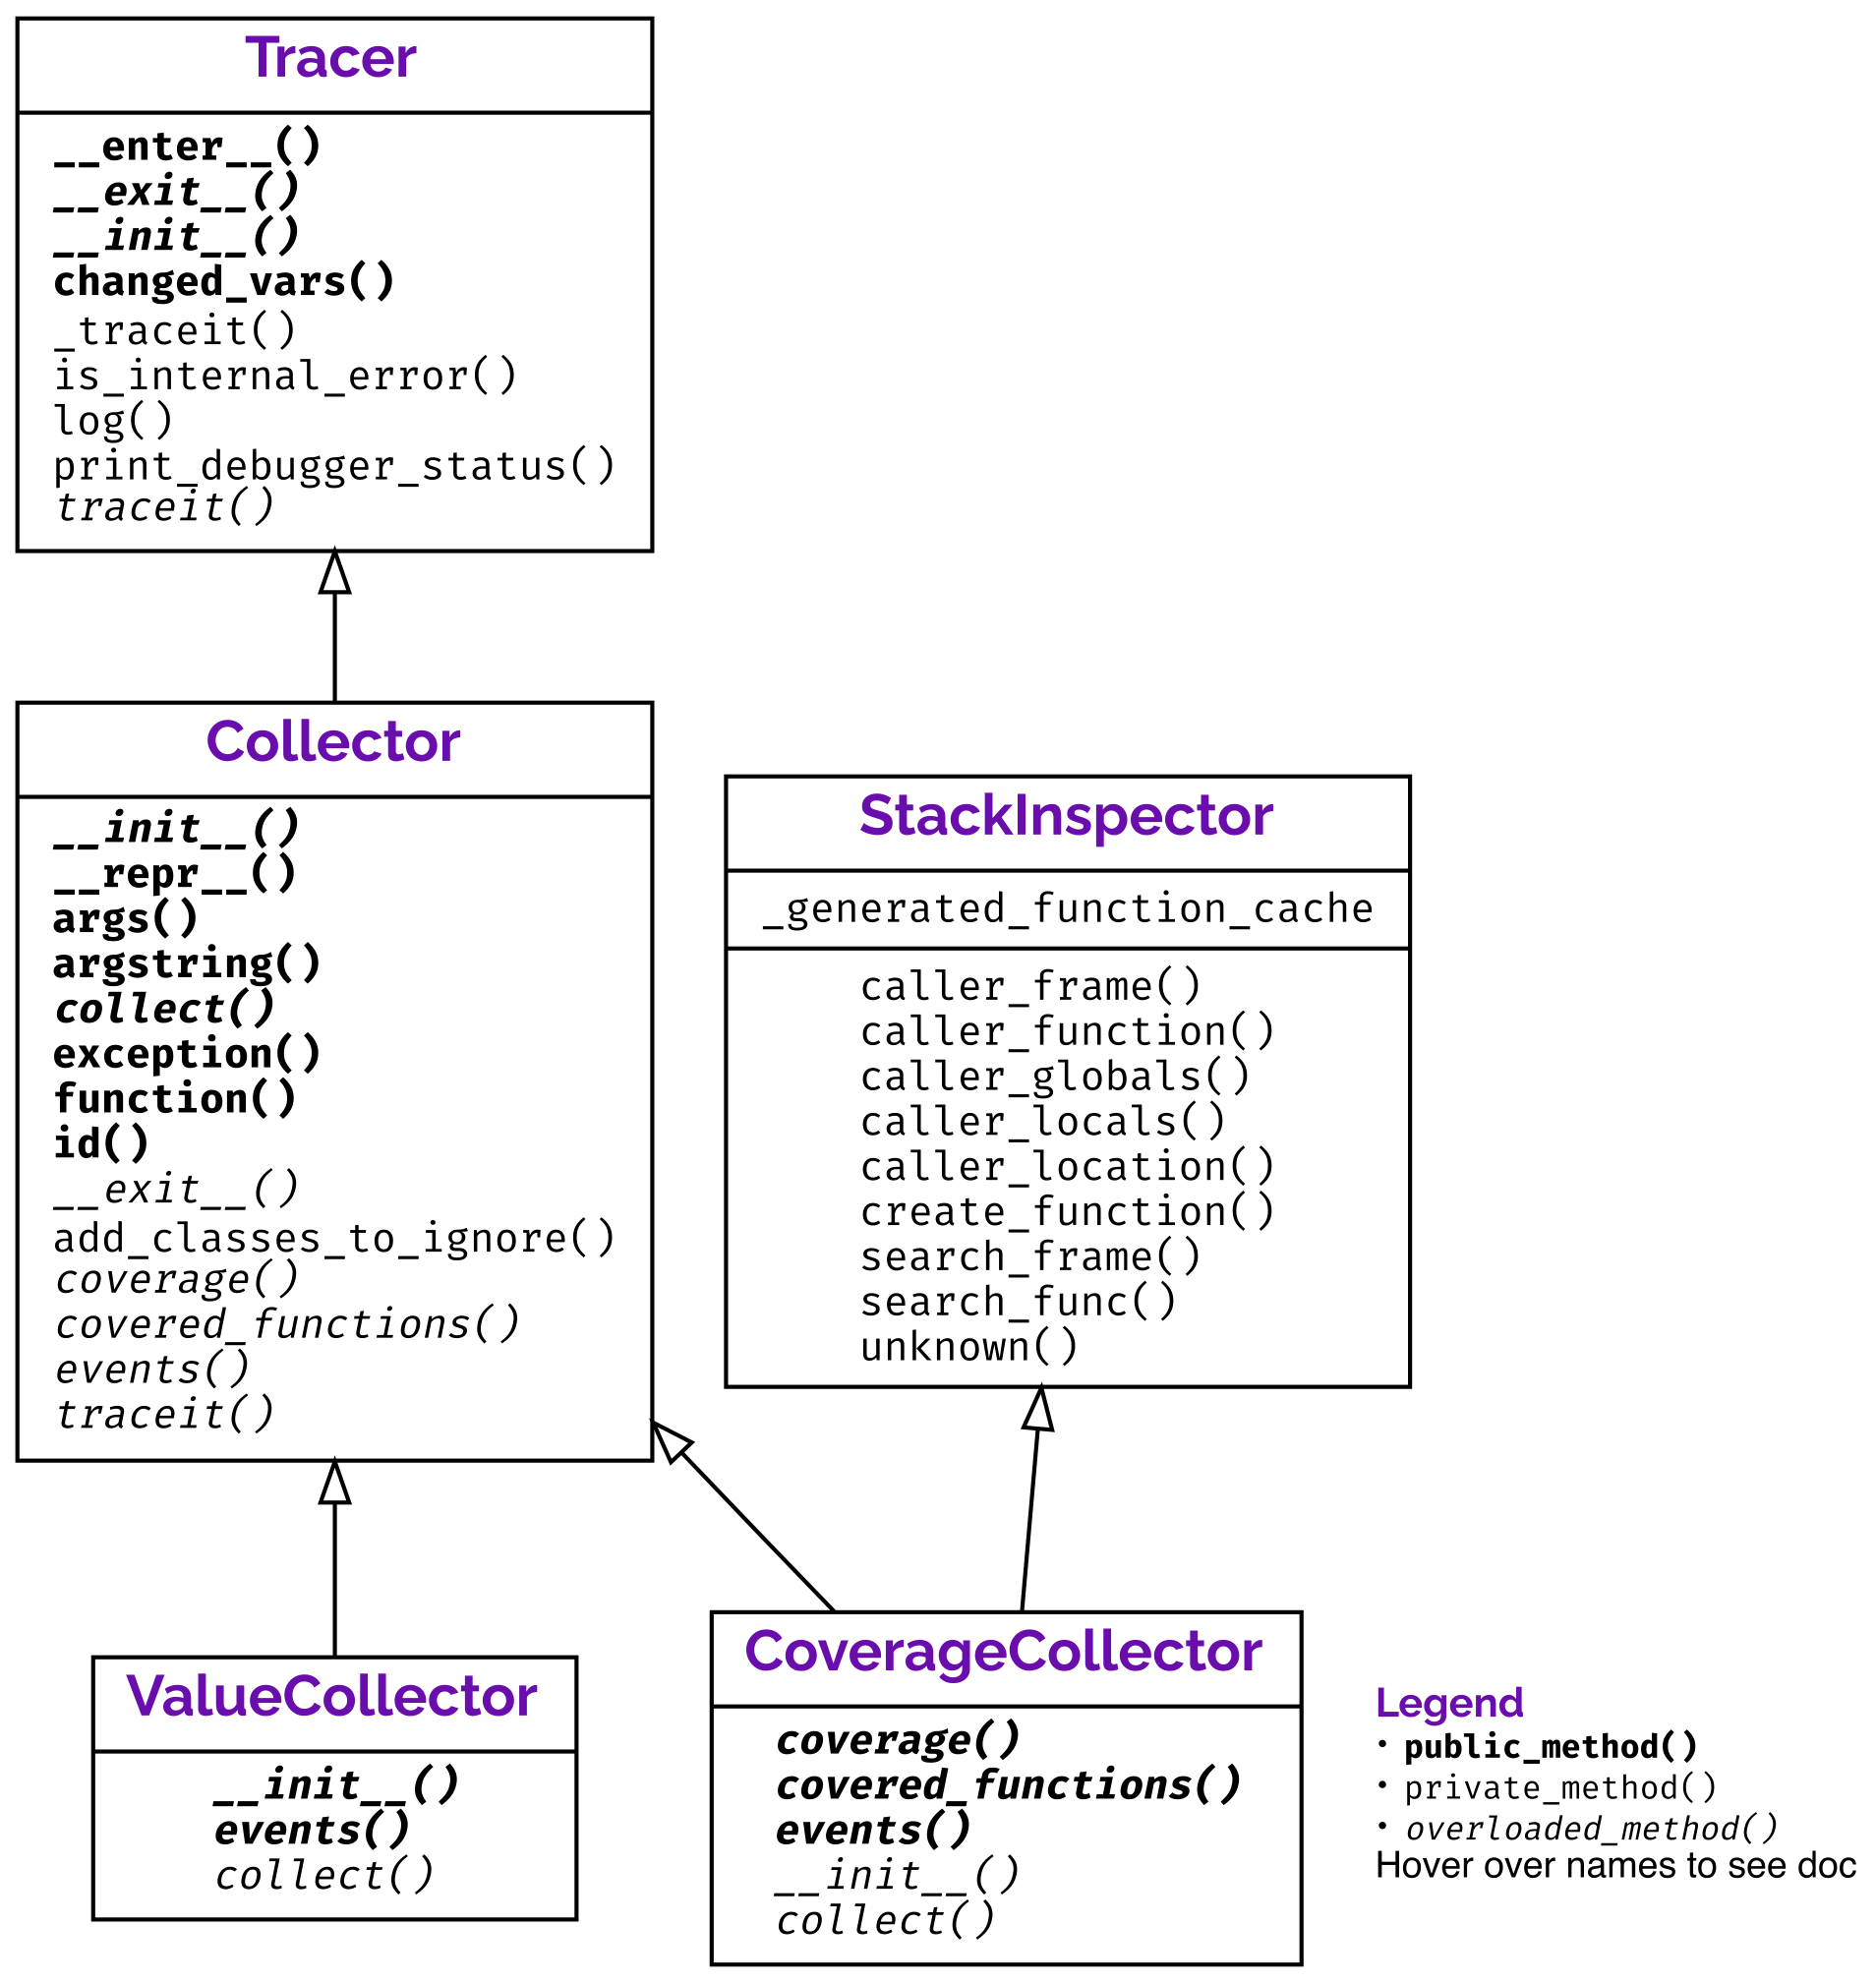 Tracer
__enter__()
__exit__()
__init__()
changed_vars()
_traceit()
is_internal_error()
log()
print_debugger_status()
traceit()
Collector
__init__()
__repr__()
args()
argstring()
collect()
exception()
function()
id()
__exit__()
add_classes_to_ignore()
coverage()
covered_functions()
events()
traceit()
StackInspector
_generated_function_cache
caller_frame()
caller_function()
caller_globals()
caller_locals()
caller_location()
create_function()
search_frame()
search_func()
unknown()
ValueCollector
__init__()
events()
collect()
CoverageCollector
coverage()
covered_functions()
events()
__init__()
collect()
Legend
• public_method()
• private_method()
• overloaded_method()
Hover over names to see doc